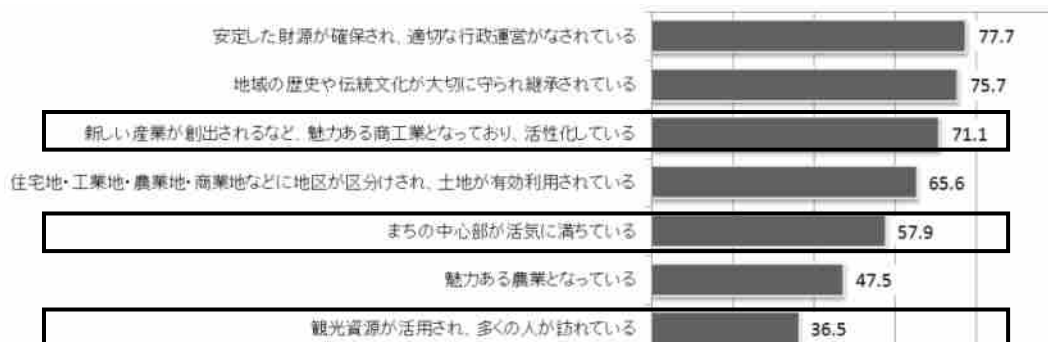 安定した財源が確保され、適切な行政運営がなされている 77.7
地域の歴史や伝統文化が大切に守られ継承されている 75.7
新しい産業が創出されるなど、魅力ある商工業となっており、活性化している 71.1
住宅地・工業地・農業地・商業地などに地区が区分けされ、土地が有効利用されている 65.6
まちの中心部が活気に満ちている 57.9
魅力ある農業となっている 47.5
観光資源が活用され、多くの人が訪れている 36.5